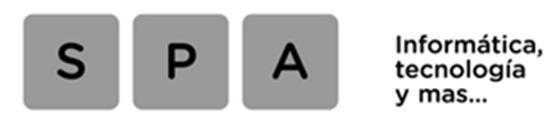 S P A
Informática,
tecnología
y mas...